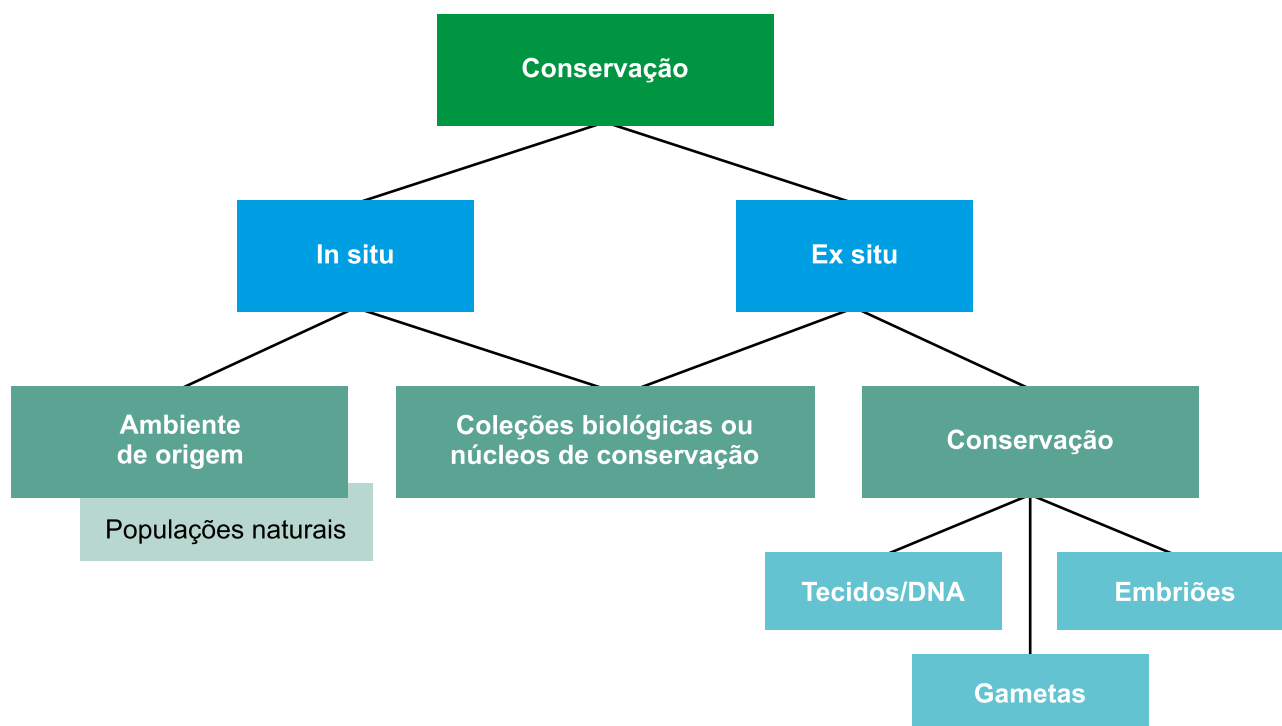 Conservação
In situ
Ex situ
Ambiente
de origem
Coleções biológicas ou
núcleos de conservação
Conservação
Populações naturais
Tecidos/DNA
Embriões
Gametas